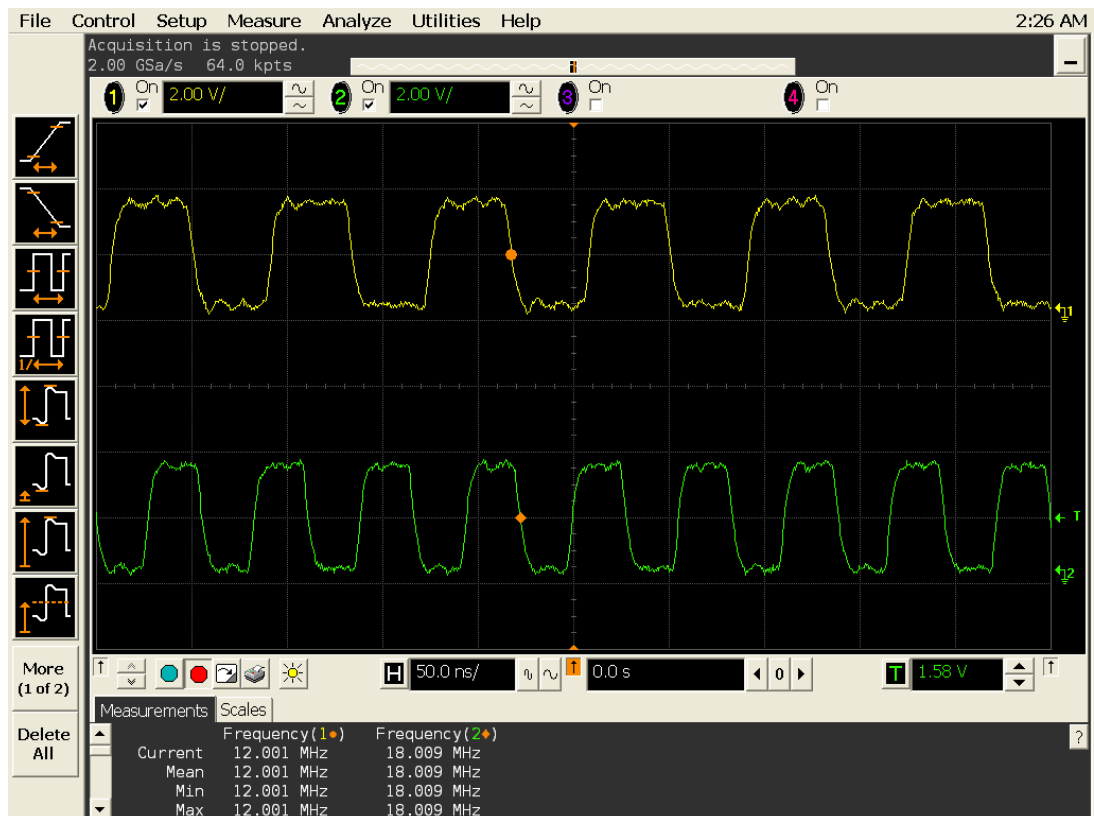 File Control Setup Measure Analyze Utilities Help 2:26 AM
Acquisition is stopped.
2.00 GSa/s 64.0 kpts
1 On 2.00 V/ 2 On 2.00 V/ 3 On 4 On
1
1/
T
2
More
(1 of 2)
Delete
All
H 50.0 ns/ 0.0 s 0 T 1.58 V
Measurements Scales
Frequency(1) Frequency(2)
?
Current 12.001 MHz 18.009 MHz
Mean 12.001 MHz 18.009 MHz
Min 12.001 MHz 18.009 MHz
Max 12.001 MHz 18.009 MHz